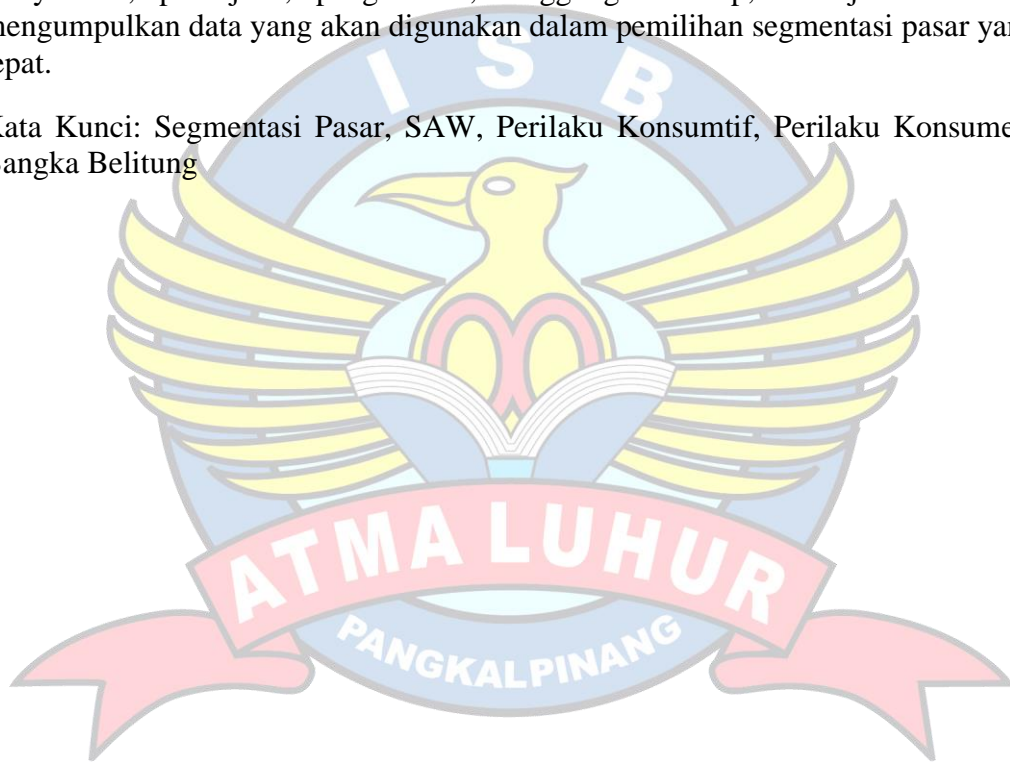 mengumpulkan data yang akan digunakan dalam pemilihan segmentasi pasar yan
epat.
Kata Kunci: Segmentasi Pasar, SAW, Perilaku Konsumtif, Perilaku Konsume
Bangka Belitung
I S B
ATMA LUHUR
PANGKALPINANG